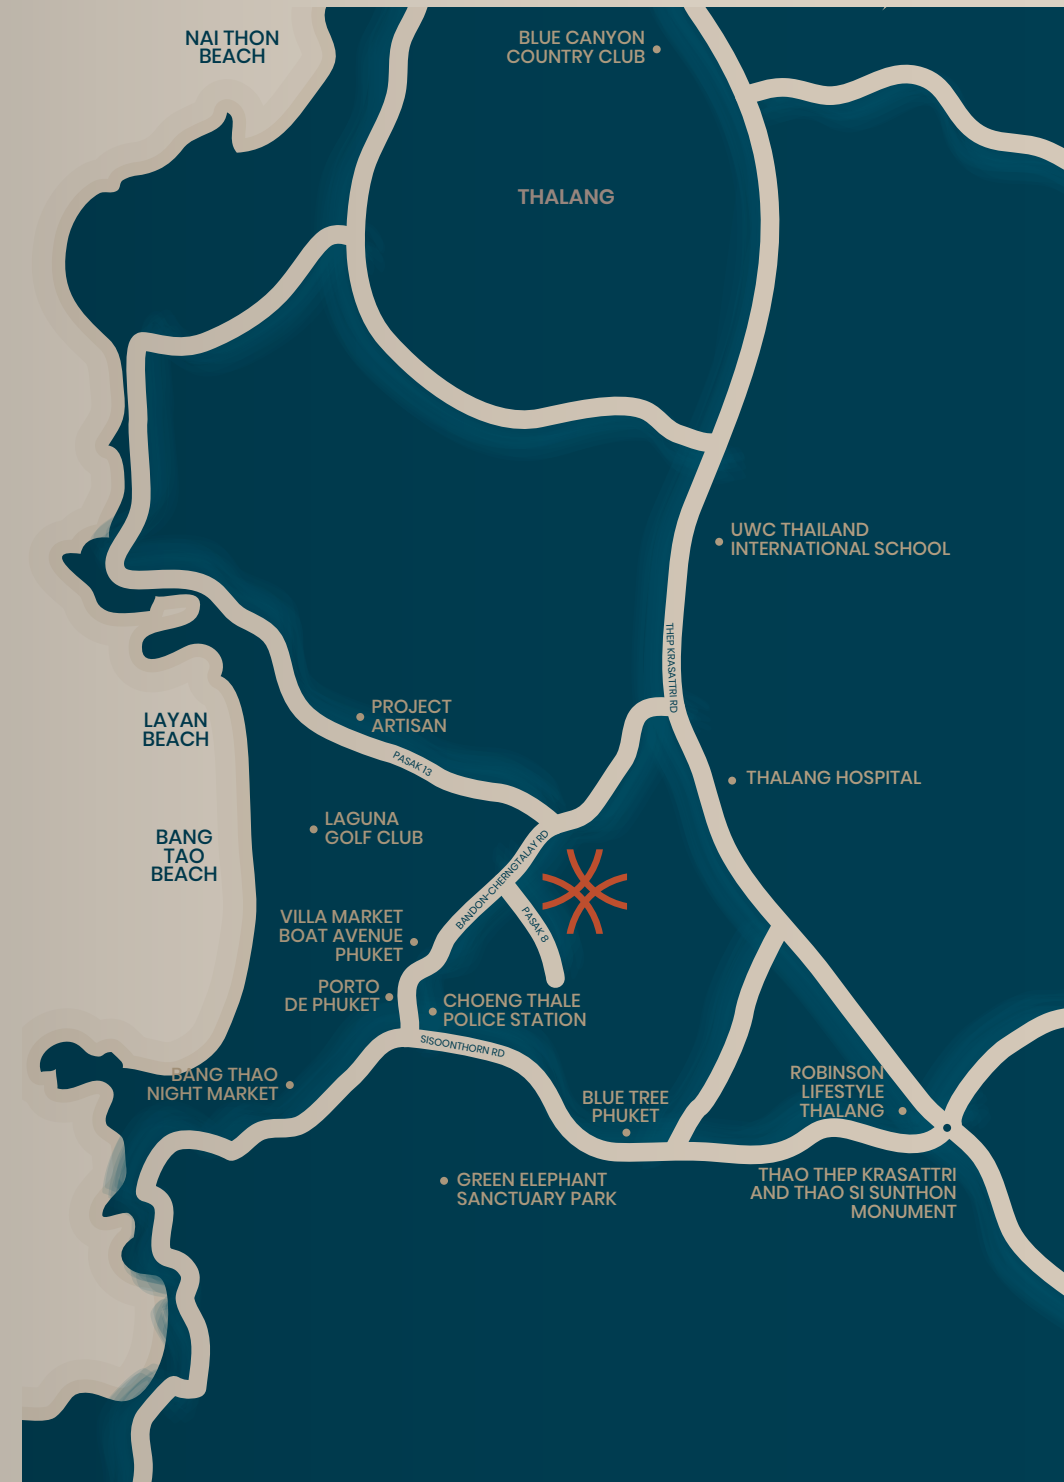 NAI THON
BEACH
BLUE CANYON
COUNTRY CLUB
THALANG
UWC THAILAND
INTERNATIONAL SCHOOL
THEP KRASATTRI RD
PROJECT
ARTISAN
LAYAN
BEACH
PASAK 13
THALANG HOSPITAL
LAGUNA
GOLF CLUB
BANG
TAO
BEACH
BANDON-CHERNGTALAY RD
PASAK 8
VILLA MARKET
BOAT AVENUE
PHUKET
PORTO
DE PHUKET
CHOENG THALE
POLICE STATION
SISOONTHORN RD
BANG THAO
NIGHT MARKET
BLUE TREE
PHUKET
ROBINSON
LIFESTYLE
THALANG
GREEN ELEPHANT
SANCTUARY PARK
THAO THEP KRASATTRI
AND THAO SI SUNTHON
MONUMENT